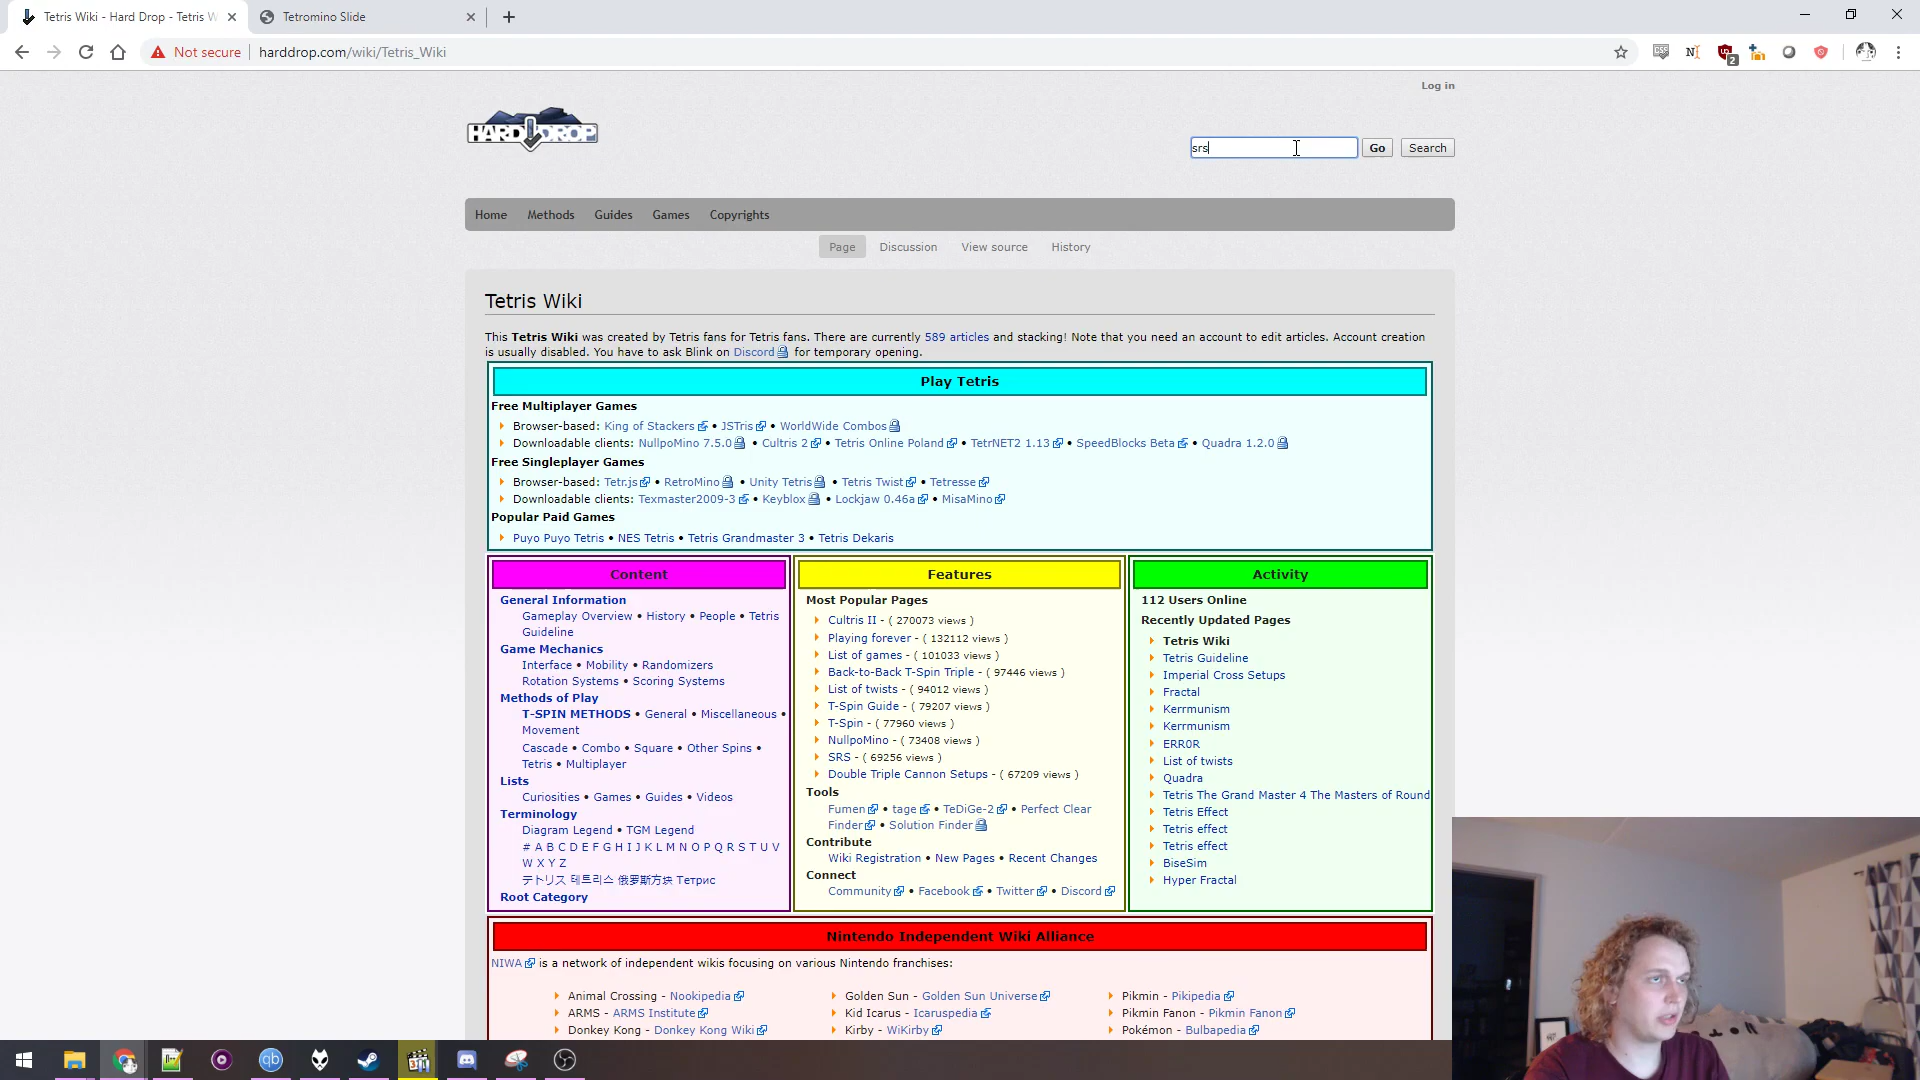 Tetris Wiki - Hard Drop - Tetris W
Tetromino Slide
Not secure
harddrop.com/wiki/Tetris_Wiki
2
Log in
HARD DROP
srs
Go
Search
Home Methods Guides Games Copyrights
Page Discussion View source History
Tetris Wiki
This Tetris Wiki was created by Tetris fans for Tetris fans. There are currently 589 articles and stacking! Note that you need an account to edit articles. Account creation
is usually disabled. You have to ask Blink on Discord for temporary opening.
Play Tetris
Free Multiplayer Games
Browser-based: King of Stackers • JSTris • WorldWide Combos
Downloadable clients: NullpoMino 7.5.0 • Cultris 2 • Tetris Online Poland • TetrNET2 1.13 • SpeedBlocks Beta • Quadra 1.2.0
Free Singleplayer Games
Browser-based: Tetr.js • RetroMino • Unity Tetris • Tetris Twist • Tetresse
Downloadable clients: Texmaster2009-3 • Keyblox • Lockjaw 0.46a • MisaMino
Popular Paid Games
Puyo Puyo Tetris • NES Tetris • Tetris Grandmaster 3 • Tetris Dekaris
Content
General Information
Gameplay Overview • History • People • Tetris
Guideline
Game Mechanics
Interface • Mobility • Randomizers
Rotation Systems • Scoring Systems
Methods of Play
T-SPIN METHODS • General • Miscellaneous •
Movement
Cascade • Combo • Square • Other Spins •
Tetris • Multiplayer
Lists
Curiosities • Games • Guides • Videos
Terminology
Diagram Legend • TGM Legend
# A B C D E F G H I J K L M N O P Q R S T U V
W X Y Z
テトリス 테트리스 俄罗斯方块 Тетрис
Root Category
Features
Most Popular Pages
Cultris II - ( 270073 views )
Playing forever - ( 132112 views )
List of games - ( 101033 views )
Back-to-Back T-Spin Triple - ( 97446 views )
List of twists - ( 94012 views )
T-Spin Guide - ( 79207 views )
T-Spin - ( 77960 views )
NullpoMino - ( 73408 views )
SRS - ( 69256 views )
Double Triple Cannon Setups - ( 67209 views )
Tools
Fumen • tage • TeDiGe-2 • Perfect Clear
Finder • Solution Finder
Contribute
Wiki Registration • New Pages • Recent Changes
Connect
Community • Facebook • Twitter • Discord
Activity
112 Users Online
Recently Updated Pages
Tetris Wiki
Tetris Guideline
Imperial Cross Setups
Fractal
Kerrmunism
Kerrmunism
ERR0R
List of twists
Quadra
Tetris The Grand Master 4 The Masters of Round
Tetris Effect
Tetris effect
Tetris effect
BiseSim
Hyper Fractal
Nintendo Independent Wiki Alliance
NIWA is a network of independent wikis focusing on various Nintendo franchises:
Animal Crossing - Nookipedia
ARMS - ARMS Institute
Donkey Kong - Donkey Kong Wiki
Golden Sun - Golden Sun Universe
Kid Icarus - Icaruspedia
Kirby - WiKirby
Pikmin - Pikipedia
Pikmin Fanon - Pikmin Fanon
Pokémon - Bulbapedia